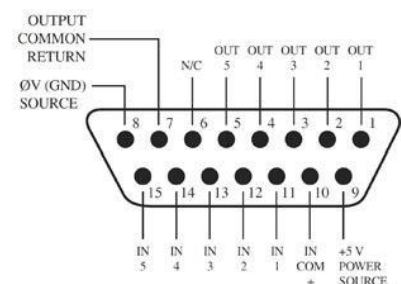 OUTPUT
COMMON
RETURN
ØV (GND)
SOURCE
N/C
OUT
5
OUT
4
OUT
3
OUT
2
OUT
1
8 7 6 5 4 3 2 1
15 14 13 12 11 10 9
IN
5
IN
4
IN
3
IN
2
IN
1
IN
COM
+
+5 V
POWER
SOURCE